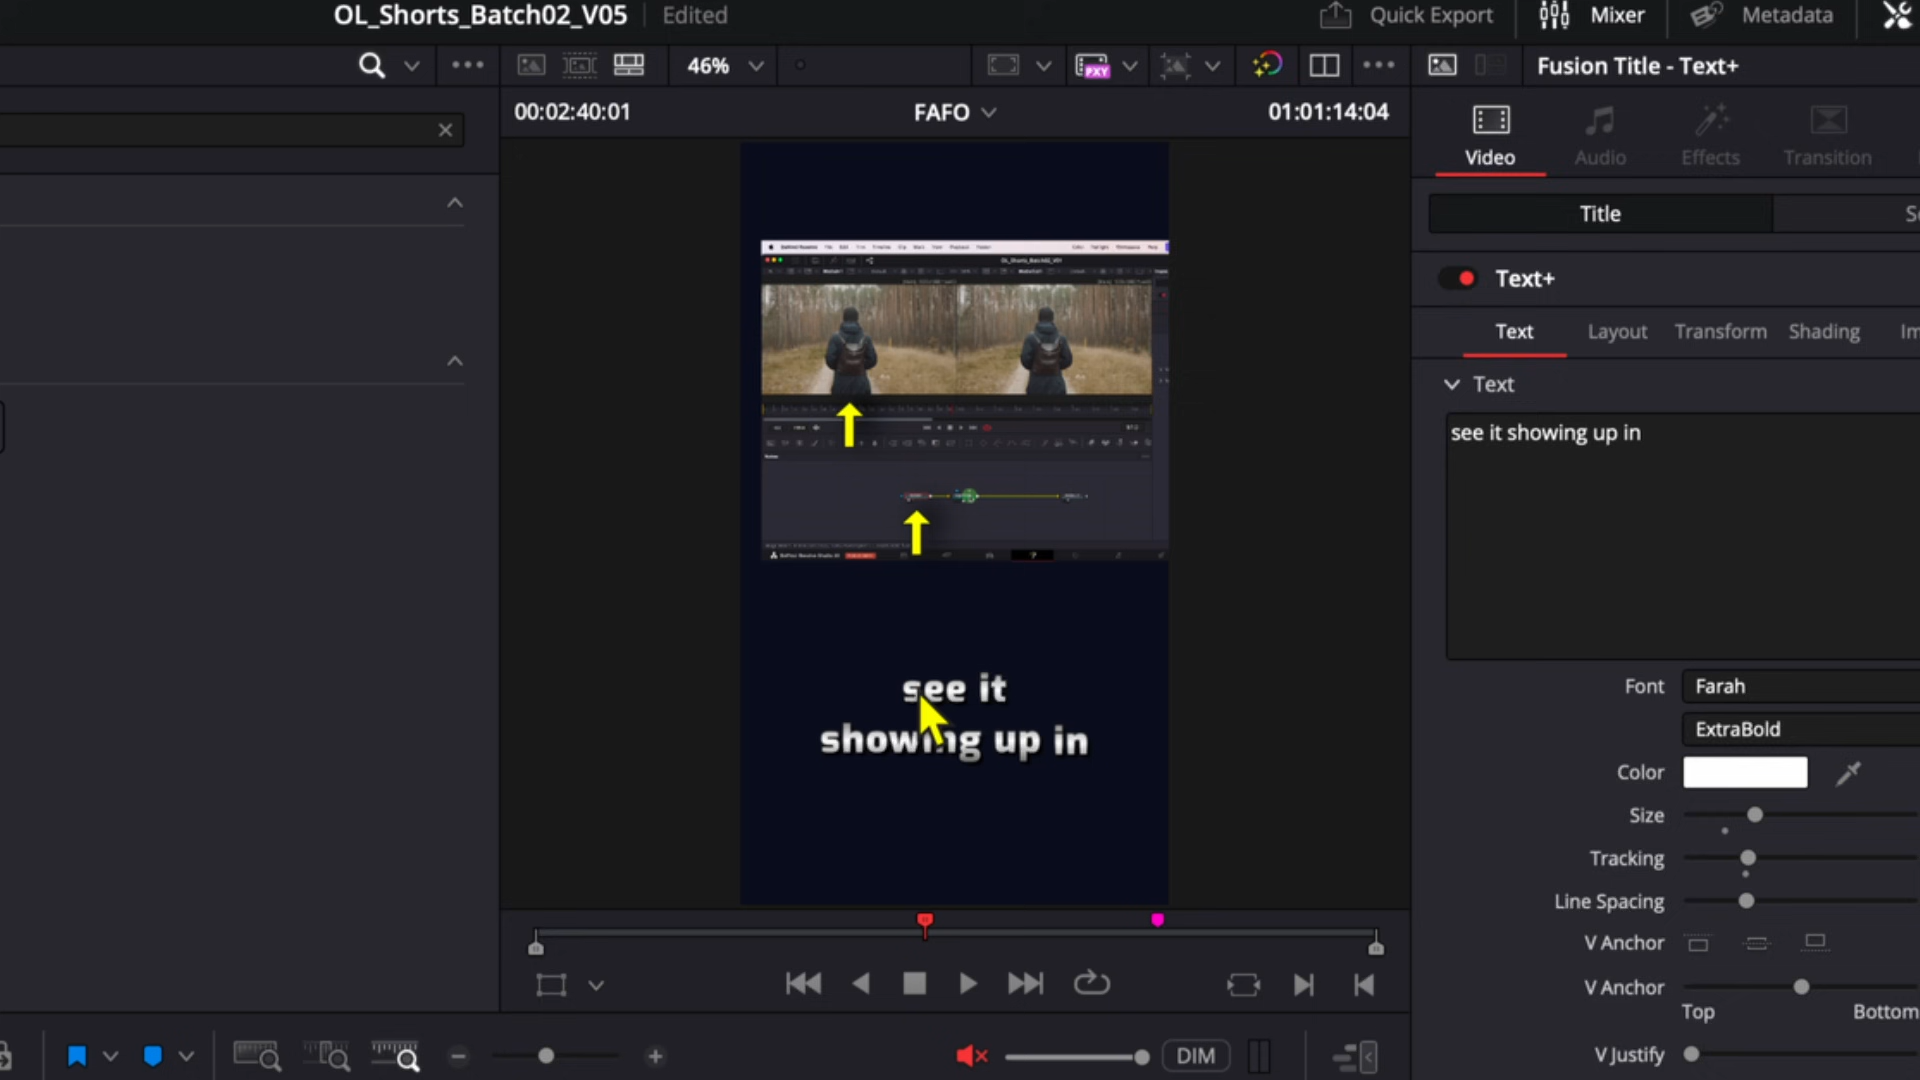 OL_Shorts_Batch02_V05 Edited Quick Export Mixer Metadata
46% PXY Fusion Title - Text+
00:02:40:01 FAFO 01:01:14:04
Video Audio Effects Transition
Title
Text+
Text Layout Transform Shading Im
Text
see it showing up in
see it
showing up in
Font Farah
ExtraBold
Color
Size
Tracking
Line Spacing
V Anchor
V Anchor
Top Bottom
V Justify
DIM